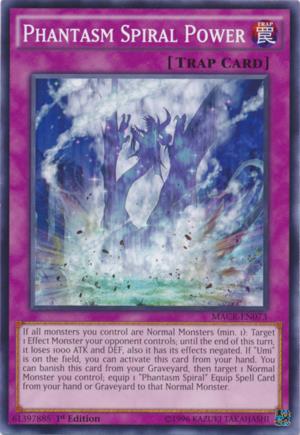 PHANTASM SPIRAL POWER
TRAP
罠
[TRAP CARD]
MACR-EN073
If all monsters you control are Normal Monsters (min. 1): Target
1 Effect Monster your opponent controls; until the end of this turn,
it loses 1000 ATK and DEF, also it has its effects negated. If "Umi"
is on the field, you can activate this card from your hand. You
can banish this card from your Graveyard, then target 1 Normal
Monster you control; equip 1 "Phantasm Spiral" Equip Spell Card
from your hand or Graveyard to that Normal Monster.
61397885 1st Edition ©1996 KAZUKI TAKAHASHI